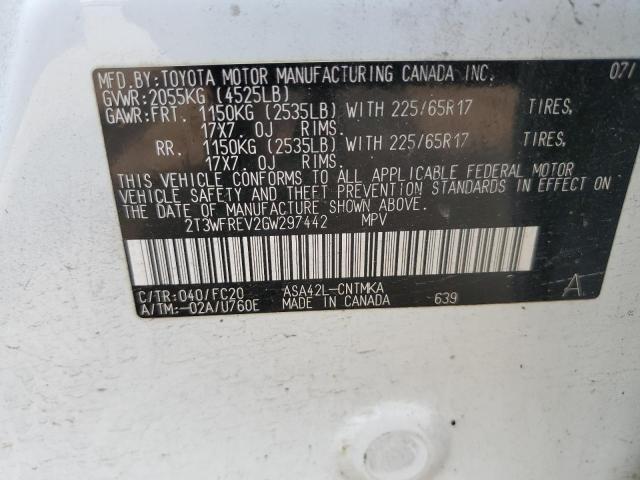 MFD.BY:TOYOTA MOTOR MANUFACTURING CANADA INC. 07/
GVWR:2055KG (4525LB)
GAWR:FRT. 1150KG (2535LB) WITH 225/65R17 TIRES,
17X7.0J RIMS.
RR. 1150KG (2535LB) WITH 225/65R17 TIRES,
17X7.0J RIMS.
THIS VEHICLE CONFORMS TO ALL APPLICABLE FEDERAL MOTOR
VEHICLE SAFETY AND THEFT PREVENTION STANDARDS IN EFFECT ON
THE DATE OF MANUFACTURE SHOWN ABOVE.
2T3WFREV2GW297442 MPV
C/TR:040/FC20 ASA42L-CNTMKA A
A/TM:-02A/U760E MADE IN CANADA 639